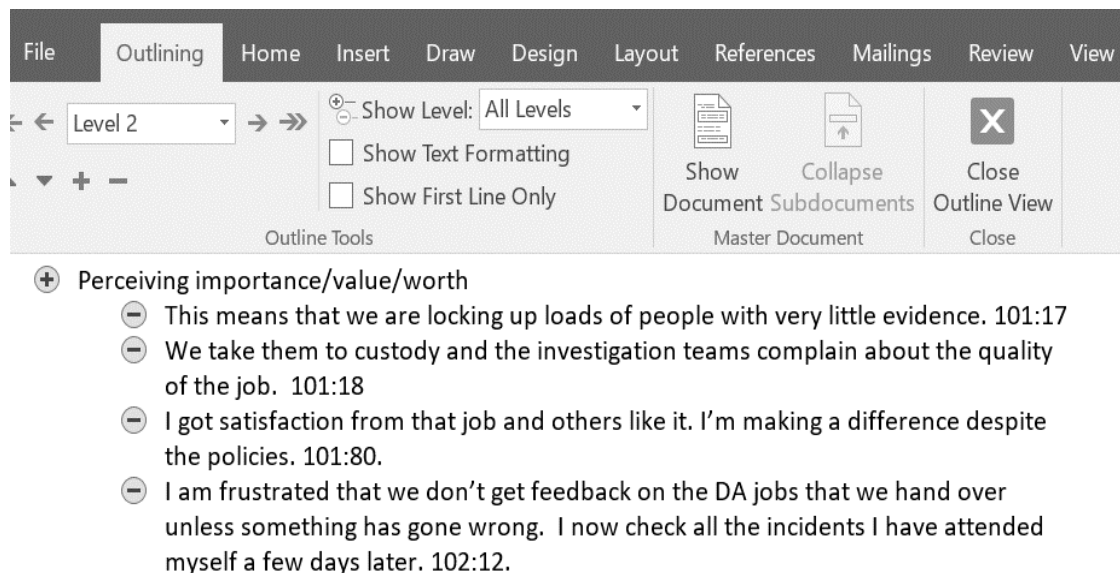 File Outlining Home Insert Draw Design Layout References Mailings Review View
Level 2
Show Level: All Levels
Show Text Formatting
Show First Line Only
Outline Tools
Show Document
Collapse Subdocuments
Master Document
Close Outline View
Close
Perceiving importance/value/worth
This means that we are locking up loads of people with very little evidence. 101:17
We take them to custody and the investigation teams complain about the quality
of the job.  101:18
I got satisfaction from that job and others like it. I’m making a difference despite
the policies. 101:80.
I am frustrated that we don’t get feedback on the DA jobs that we hand over
unless something has gone wrong.  I now check all the incidents I have attended
myself a few days later. 102:12.